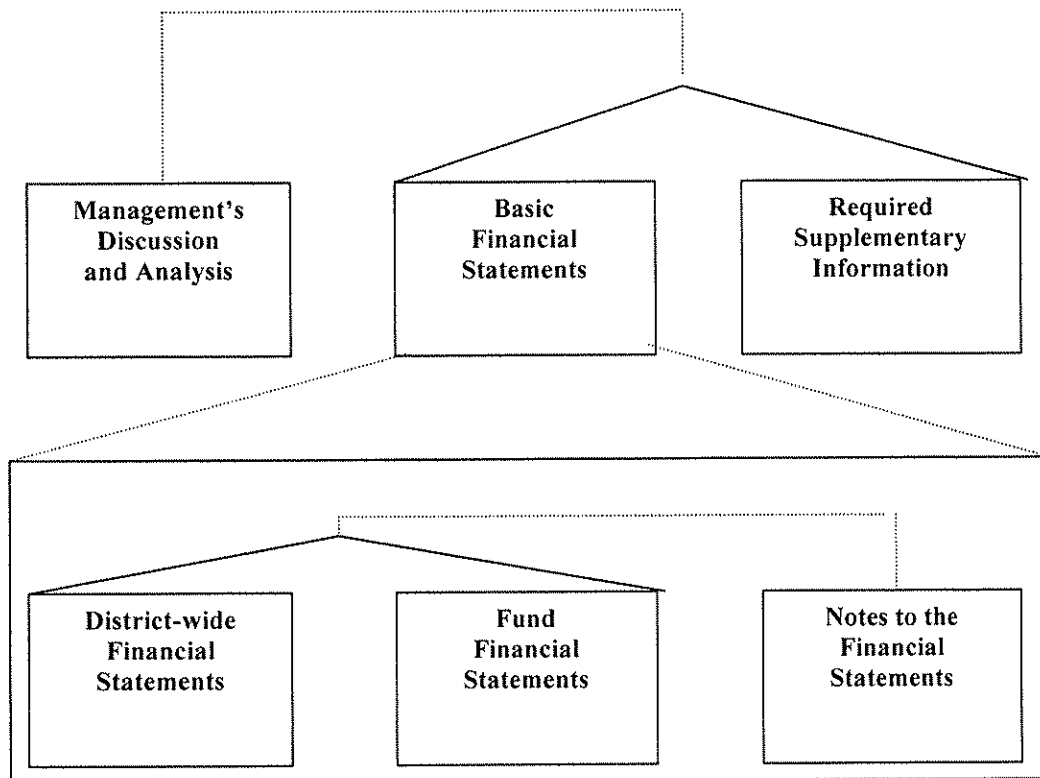 Management's
Discussion
and Analysis
Basic
Financial
Statements
Required
Supplementary
Information
District-wide
Financial
Statements
Fund
Financial
Statements
Notes to the
Financial
Statements